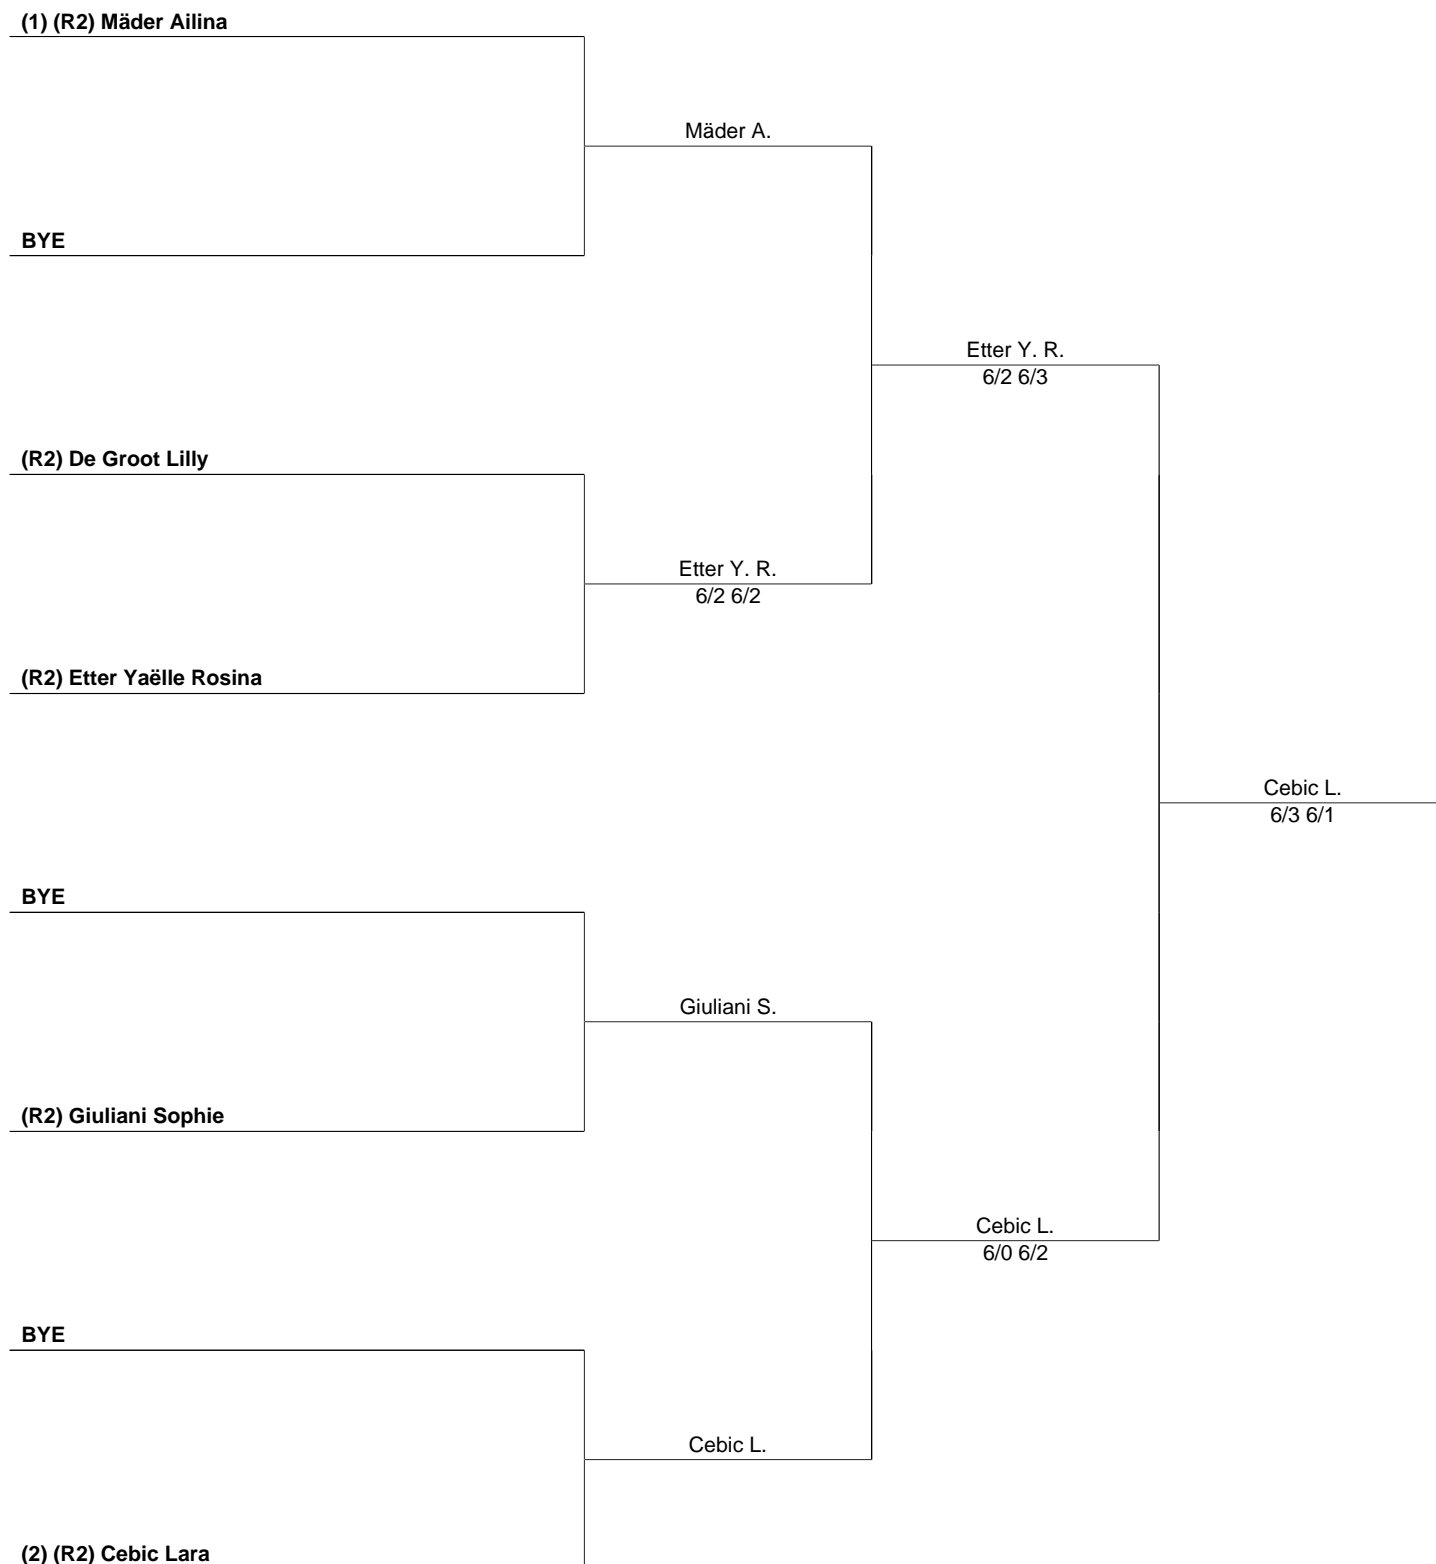 (1) (R2) Mäder Ailina
Mäder A.
BYE
Etter Y. R.
6/2 6/3
(R2) De Groot Lilly
Etter Y. R.
6/2 6/2
(R2) Etter Yaëlle Rosina
Cebic L.
6/3 6/1
BYE
Giuliani S.
(R2) Giuliani Sophie
Cebic L.
6/0 6/2
BYE
Cebic L.
(2) (R2) Cebic Lara